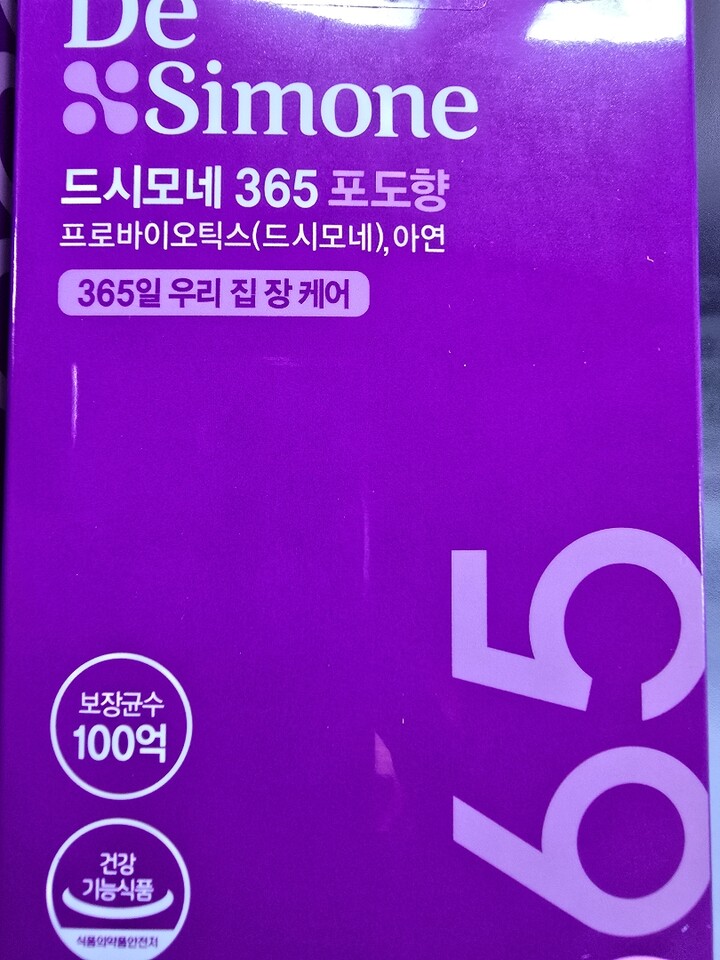 De
Simone
드시모네 365 포도향
프로바이오틱스(드시모네), 아연
365일 우리 집 장 케어
보장균수
100억
건강
기능식품
식품의약품안전처
365